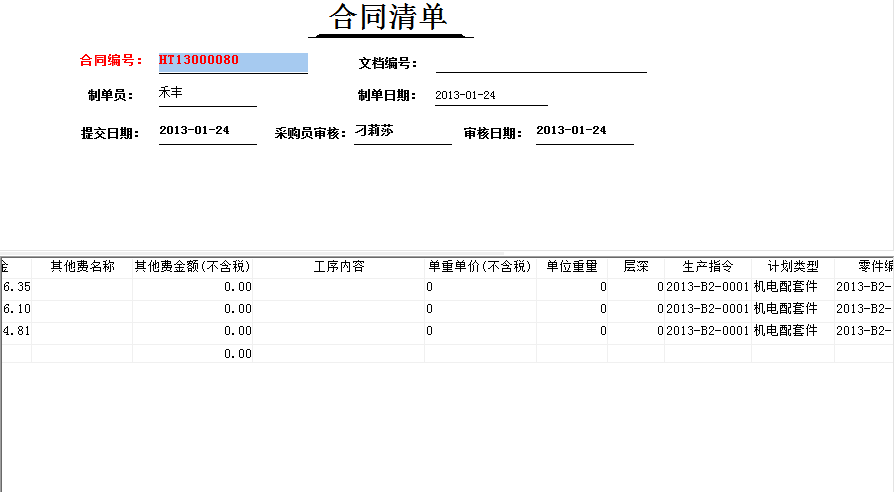 合同清单
合同编号： HT13000080 文档编号：
制单员： 禾丰 制单日期： 2013-01-24
提交日期： 2013-01-24 采购员审核： 刁莉莎 审核日期： 2013-01-24
金 其他费名称 其他费金额(不含税) 工序内容 单重单价(不含税) 单位重量 层深 生产指令 计划类型 零件编
6.35 0.00 0 0 0 2013-B2-0001 机电配套件 2013-B2-
6.10 0.00 0 0 0 2013-B2-0001 机电配套件 2013-B2-
4.81 0.00 0 0 0 2013-B2-0001 机电配套件 2013-B2-
0.00